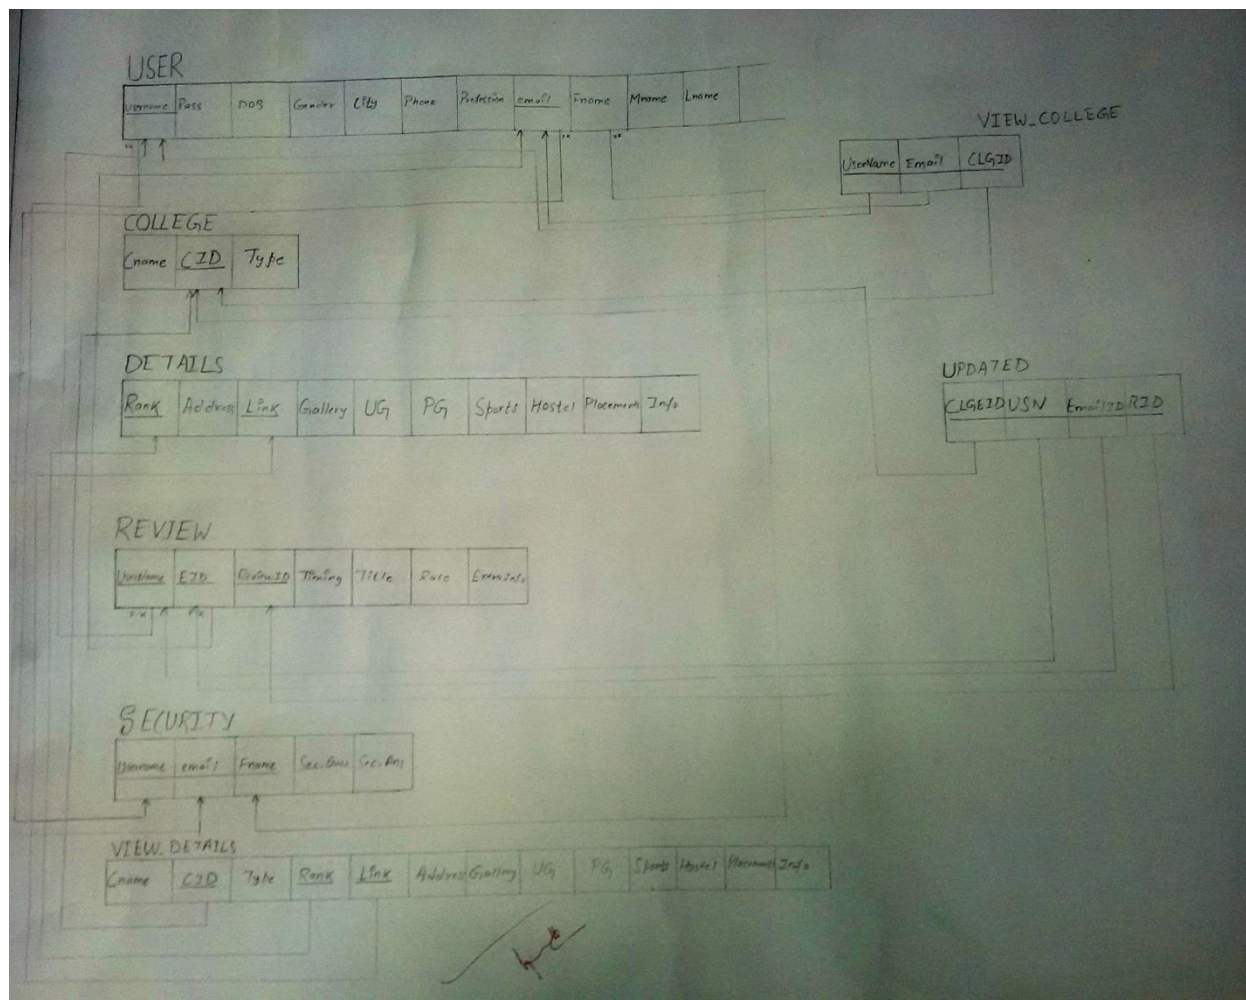 USER
Username Pass DOB Gender City Phone Profession email Fname Mname Lname
VIEW_COLLEGE
UserName Email CLGID
COLLEGE
Cname CID Type
DETAILS
Rank Address Link Gallery UG PG Sports Hostel Placement Info
UPDATED
CLGEID USN EmailID RID
REVIEW
UserName EID ReviewID Timing Title Rate ExtraInfo
SECURITY
Username email Fname Sec.Ques Sec.Ans
VIEW_DETAILS
Cname CID Type Rank Link Address Gallery UG PG Sports Hostel Placement Info